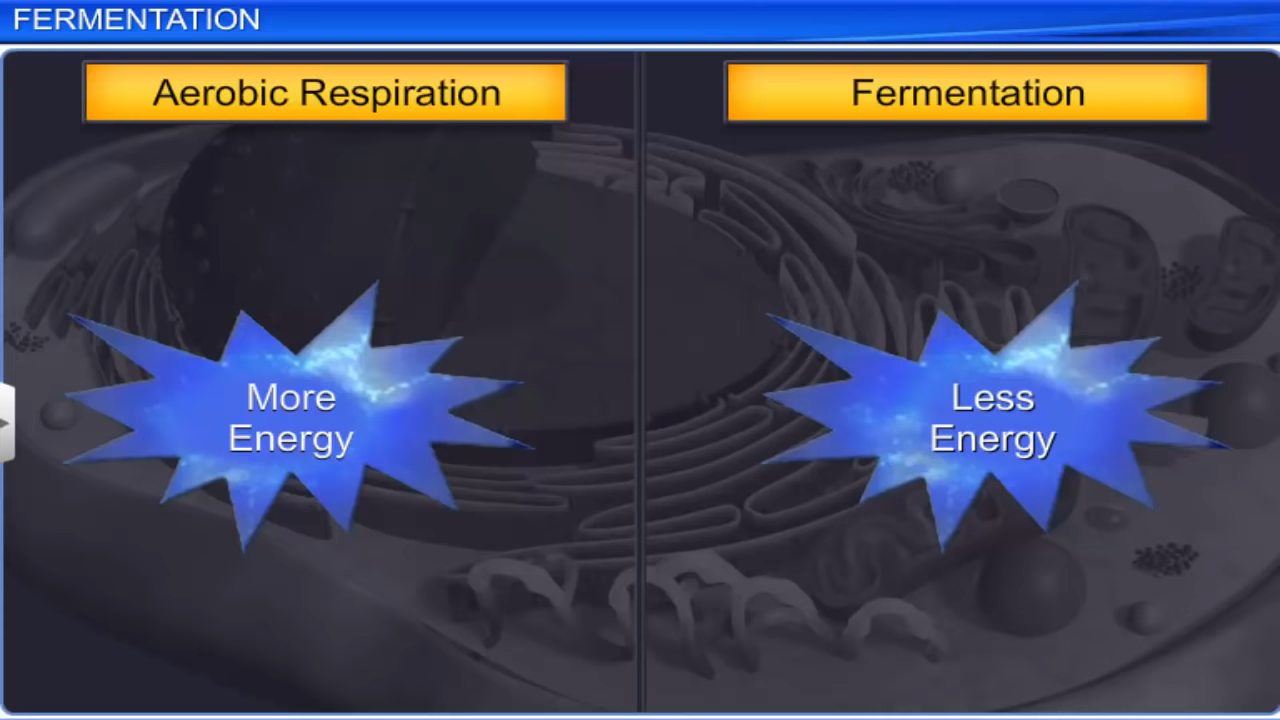 FERMENTATION
Aerobic Respiration
Fermentation
More
Energy
Less
Energy